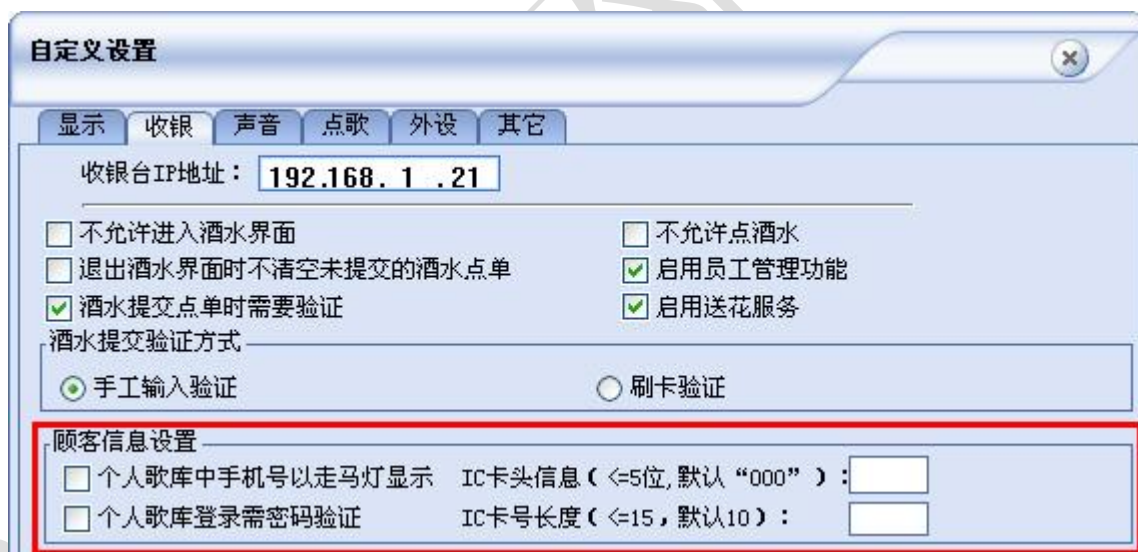 自定义设置
显示 收银 声音 点歌 外设 其它
收银台IP地址： 192.168. 1 .21
不允许进入酒水界面 不允许点酒水
退出酒水界面时不清空未提交的酒水点单 启用员工管理功能
酒水提交点单时需要验证 启用送花服务
酒水提交验证方式
手工输入验证 刷卡验证
顾客信息设置
个人歌库中手机号以走马灯显示 IC卡头信息(<=5位,默认“000”)：
个人歌库登录需密码验证 IC卡号长度(<=15，默认10)：